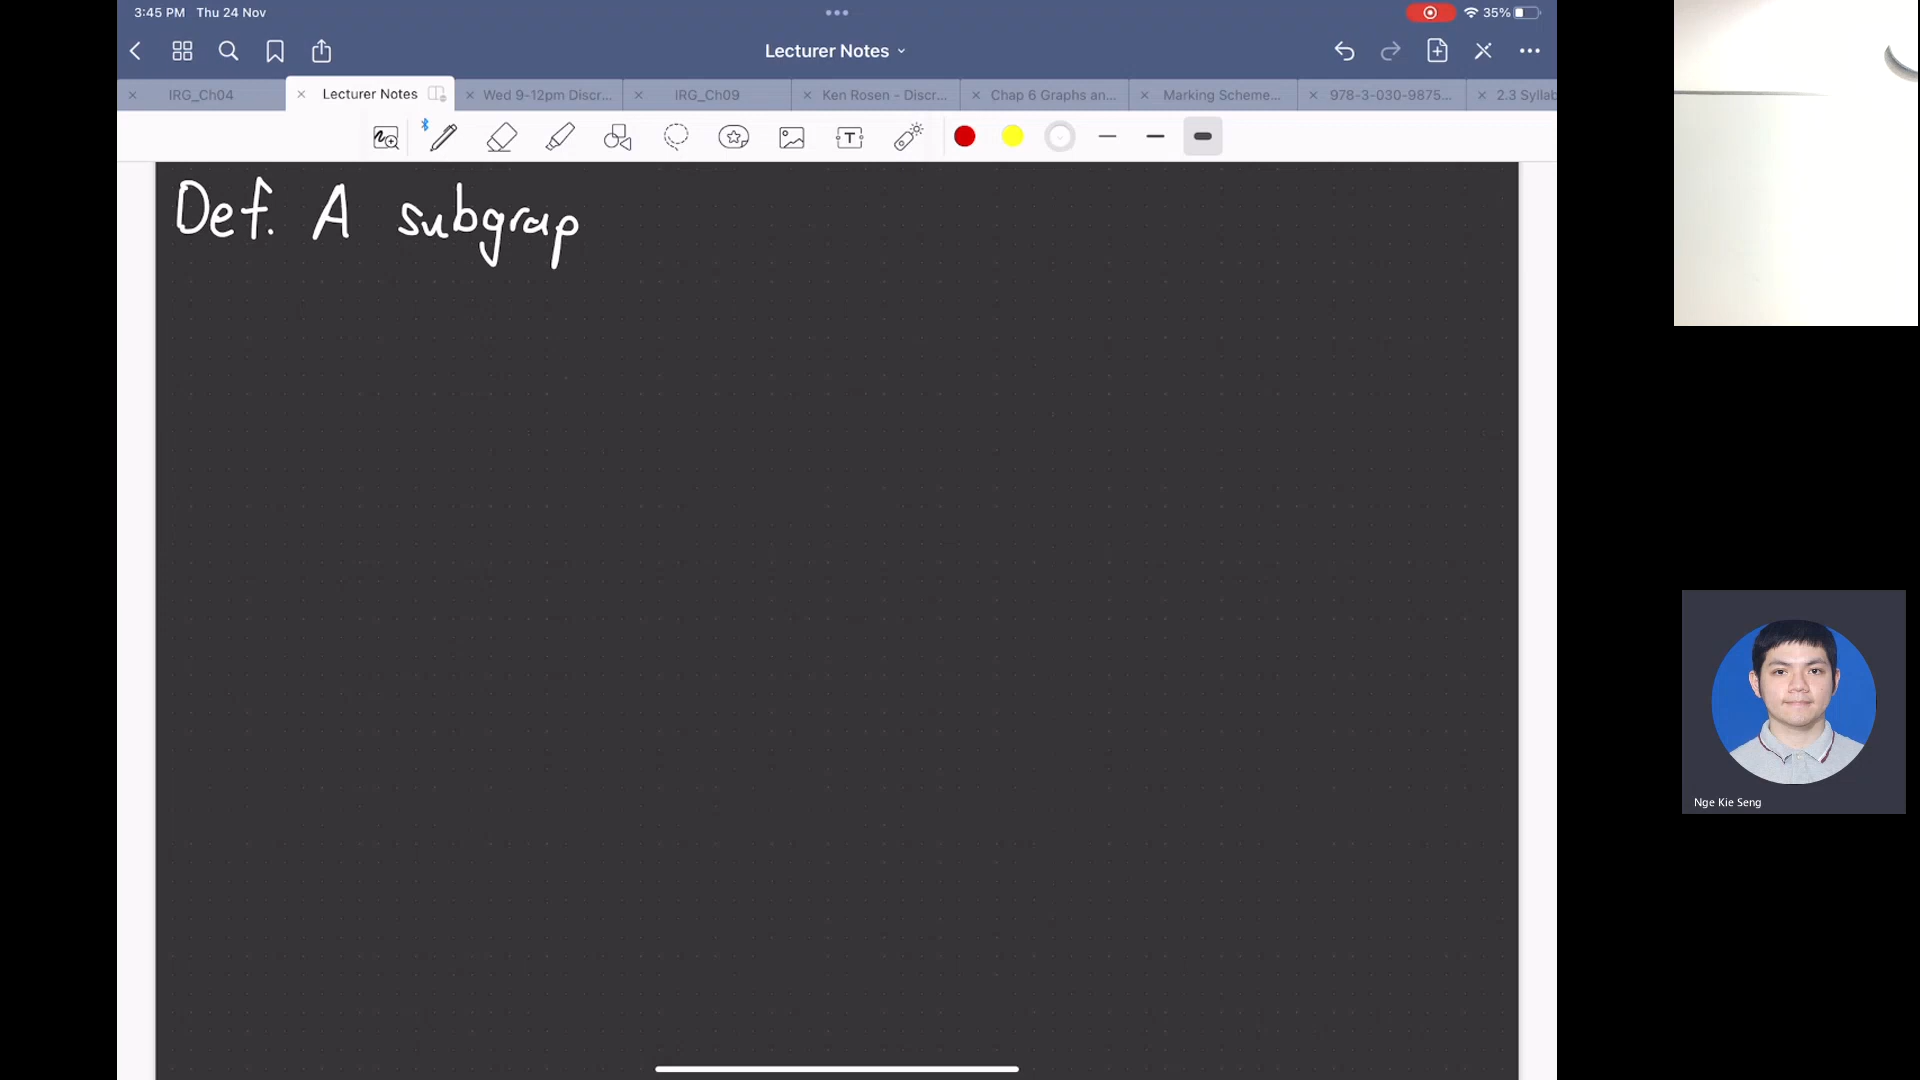 3:45 PM Thu 24 Nov
35%
Lecturer Notes
IRG_Ch04
Lecturer Notes
Wed 9-12pm Discr...
IRG_Ch09
Ken Rosen - Discr...
Chap 6 Graphs an...
Marking Scheme...
978-3-030-9875...
2.3 Syllab
T
Def. A subgrap
Nge Kie Seng